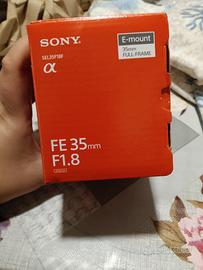 SONY
SEL35F18F
α
E-mount
35mm
FULL-FRAME
FE 35mm
F1.8